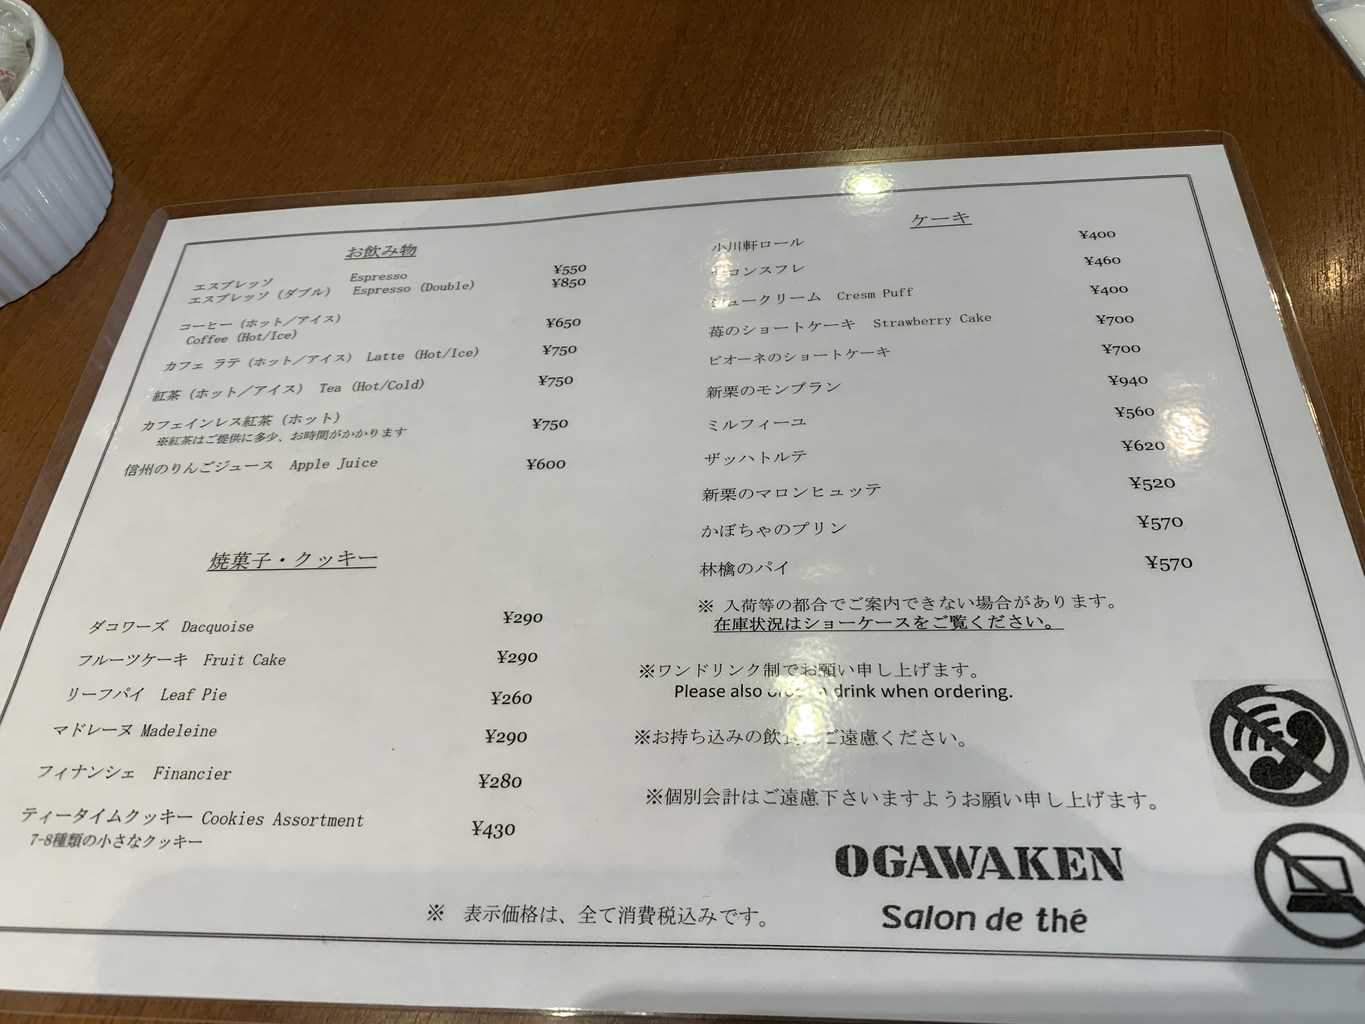 お飲み物
エスプレッソ Espresso ¥550
エスプレッソ（ダブル） Espresso (Double) ¥850
コーヒー（ホット／アイス） ¥650
Coffee (Hot/Ice)
カフェ ラテ（ホット／アイス） Latte (Hot/Ice) ¥750
紅茶（ホット／アイス） Tea (Hot/Cold) ¥750
カフェインレス紅茶（ホット） ¥750
※紅茶はご提供に多少、お時間がかかります
信州のりんごジュース Apple Juice ¥600
焼菓子・クッキー
ダコワーズ Dacquoise ¥290
フルーツケーキ Fruit Cake ¥290
リーフパイ Leaf Pie ¥260
マドレーヌ Madeleine ¥290
フィナンシェ Financier ¥280
ティータイムクッキー Cookies Assortment ¥430
7-8種類の小さなクッキー
ケーキ
小川軒ロール ¥400
コンスフレ ¥460
シュークリーム Cresm Puff ¥400
苺のショートケーキ Strawberry Cake ¥700
ピオーネのショートケーキ ¥700
新栗のモンブラン ¥940
ミルフィーユ ¥560
ザッハトルテ ¥620
新栗のマロンヒュッテ ¥520
かぼちゃのプリン ¥570
林檎のパイ ¥570
※ 入荷等の都合でご案内できない場合があります。
在庫状況はショーケースをご覧ください。
※ワンドリンク制でお願い申し上げます。
Please also drink when ordering.
※お持ち込みの飲 ご遠慮ください。
※個別会計はご遠慮下さいますようお願い申し上げます。
OGAWAKEN
Salon de thé
※ 表示価格は、全て消費税込みです。